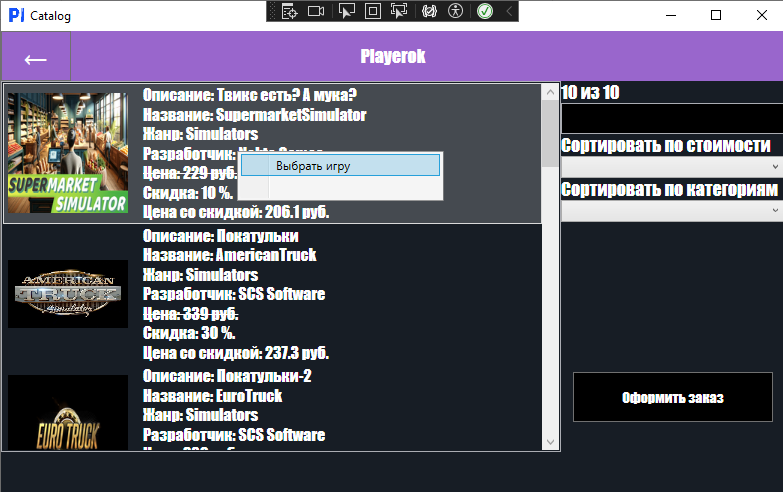 Catalog
←
Playerok
SUPERMARKET
SIMULATOR
Описание: Твикс есть? А мука?
Название: SupermarketSimulator
Жанр: Simulators
Разработчик:
Цена: 229 руб.
Скидка: 10 %.
Цена со скидкой: 206.1 руб.
Выбрать игру
AMERICAN
TRUCK
Simulator
Описание: Покатульки
Название: AmericanTruck
Жанр: Simulators
Разработчик: SCS Software
Цена: 339 руб.
Скидка: 30 %.
Цена со скидкой: 237.3 руб.
EURO TRUCK
Описание: Покатульки-2
Название: EuroTruck
Жанр: Simulators
Разработчик: SCS Software
10 из 10
Сортировать по стоимости
Сортировать по категориям
Оформить заказ